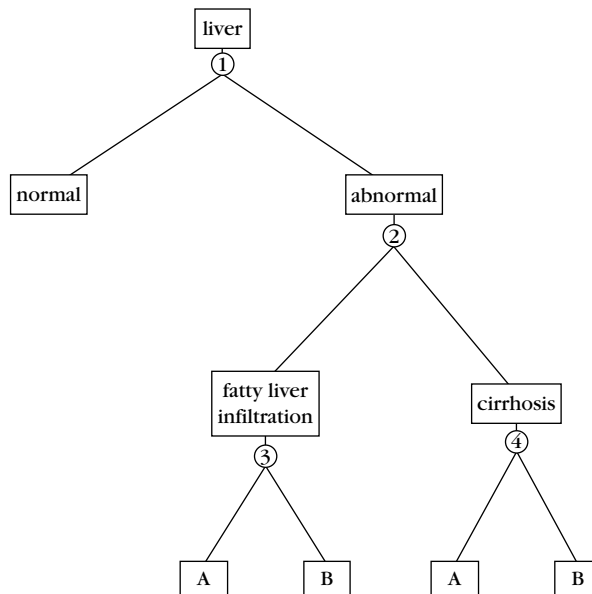 liver
1
normal
abnormal
2
fatty liver
infiltration
cirrhosis
3
4
A
B
A
B